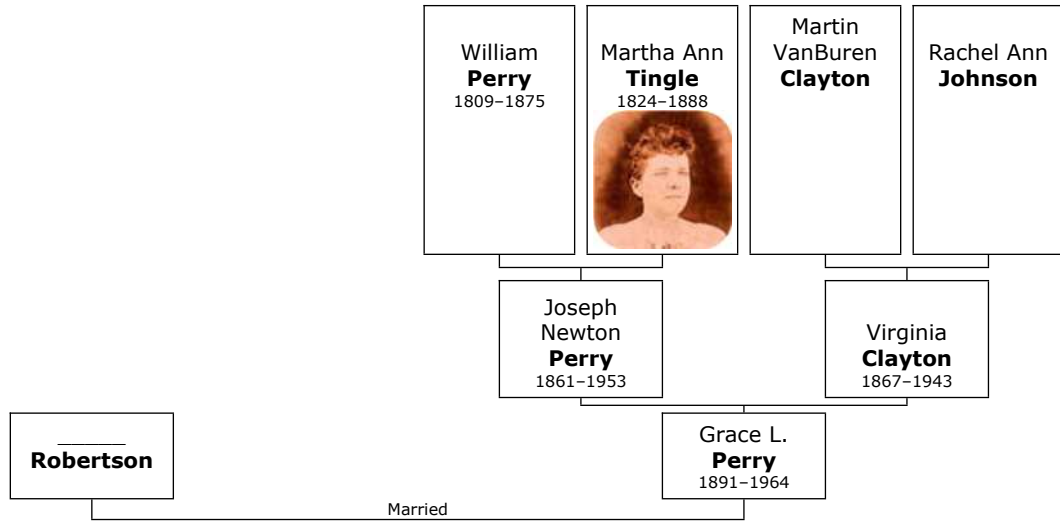 William
Perry
1809–1875
Martha Ann
Tingle
1824–1888
Martin
VanBuren
Clayton
Rachel Ann
Johnson
Joseph
Newton
Perry
1861–1953
Virginia
Clayton
1867–1943
______
Robertson
Grace L.
Perry
1891–1964
Married